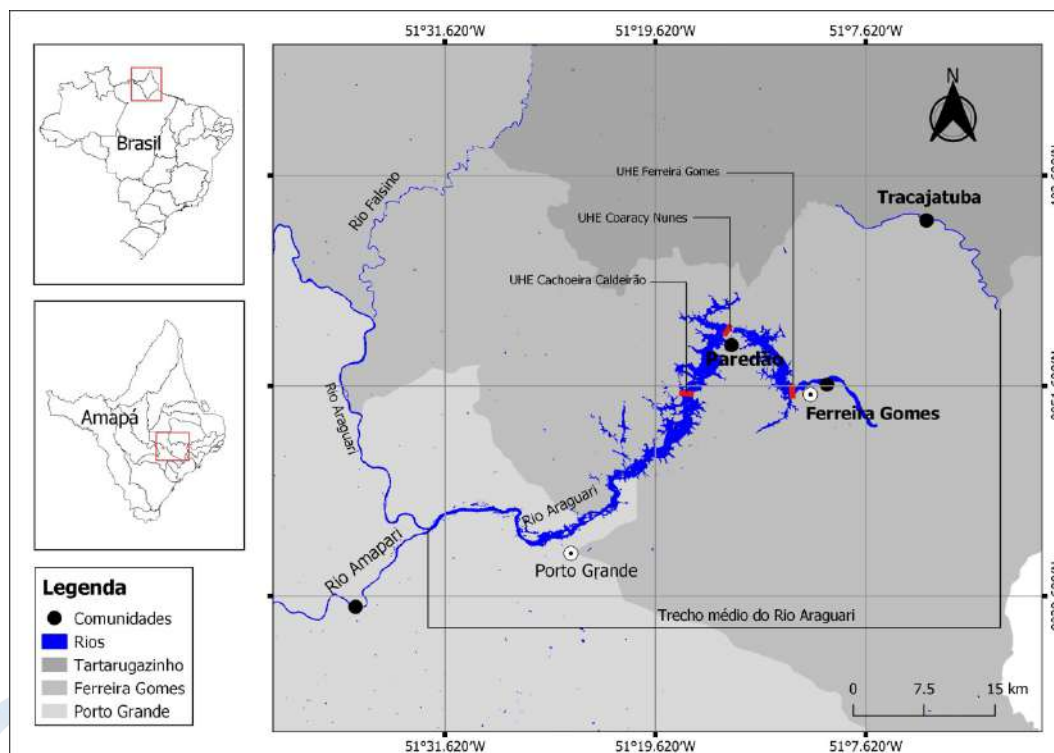 Brasil
Amapá
Legenda
Comunidades
Rios
Tartarugazinho
Ferreira Gomes
Porto Grande
51°31.620'W
51°19.620'W
51°7.620'W
N
Rio Falsino
UHE Ferreira Gomes
UHE Coaracy Nunes
Tracajatuba
UHE Cachoeira Caldeirão
Paredão
Rio Araguari
Ferreira Gomes
Rio Araguari
Rio Amapari
Porto Grande
Trecho médio do Rio Araguari
0
7.5
15 km
51°31.620'W
51°19.620'W
51°7.620'W